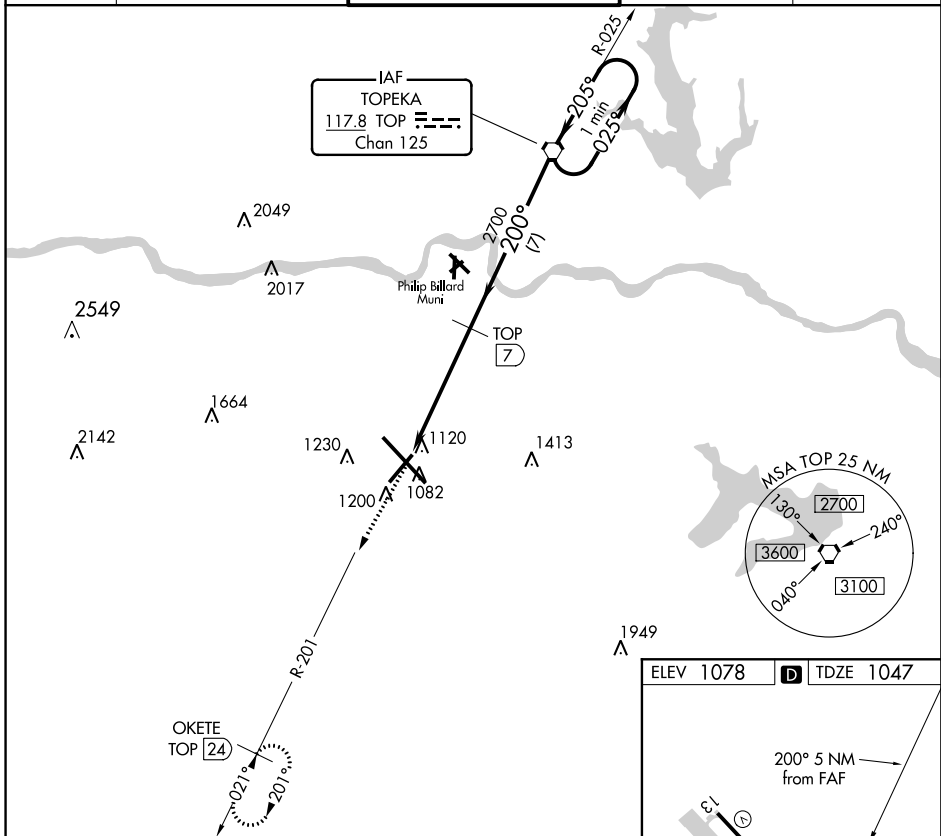 R-025
IAF
TOPEKA
117.8 TOP
Chan 125
205°
1 min
025°
2049
2700
200°
(7)
2017
Philip Billard
Muni
2549
TOP
7
1664
2142
1230
1120
1413
1200
1082
MSA TOP 25 NM
130°
2700
240°
3600
040°
3100
R-201
1949
ELEV 1078 D TDZE 1047
OKETE
TOP 24
200° 5 NM
from FAF
021°
201°
13
V